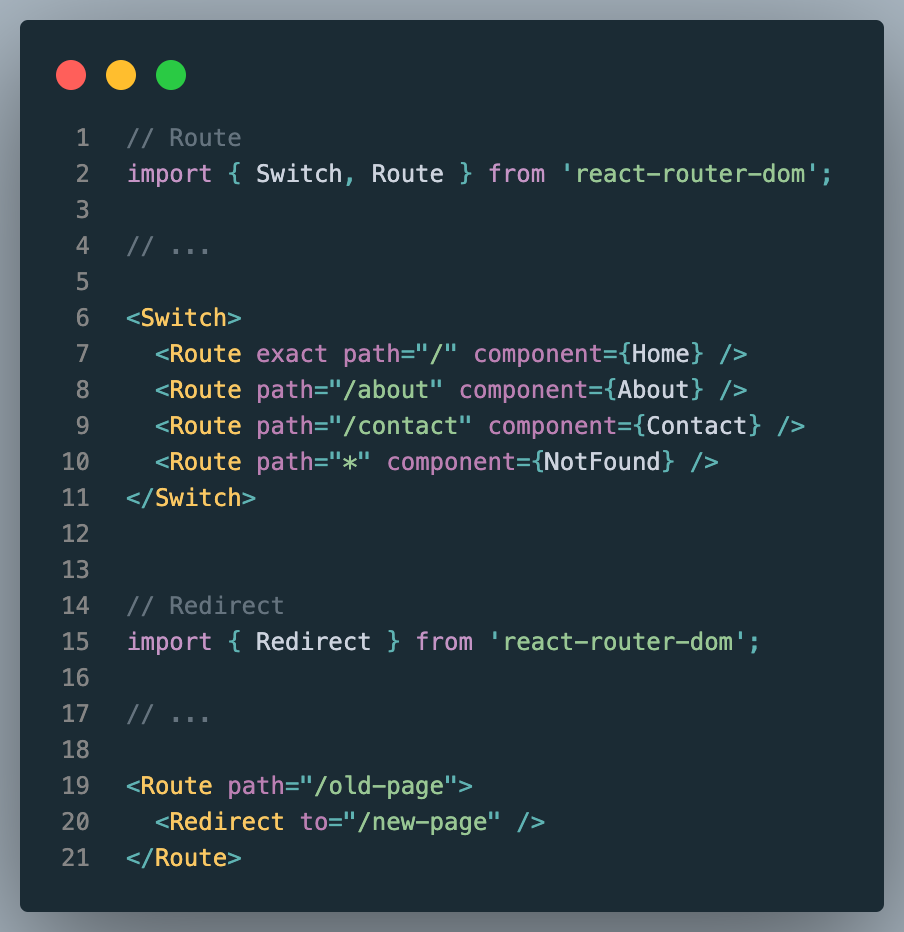 1 // Route
2 import { Switch, Route } from 'react-router-dom';
3
4 // ...
5
6 <Switch>
7   <Route exact path="/" component={Home} />
8   <Route path="/about" component={About} />
9   <Route path="/contact" component={Contact} />
10   <Route path="*" component={NotFound} />
11 </Switch>
12
13
14 // Redirect
15 import { Redirect } from 'react-router-dom';
16
17 // ...
18
19 <Route path="/old-page">
20   <Redirect to="/new-page" />
21 </Route>